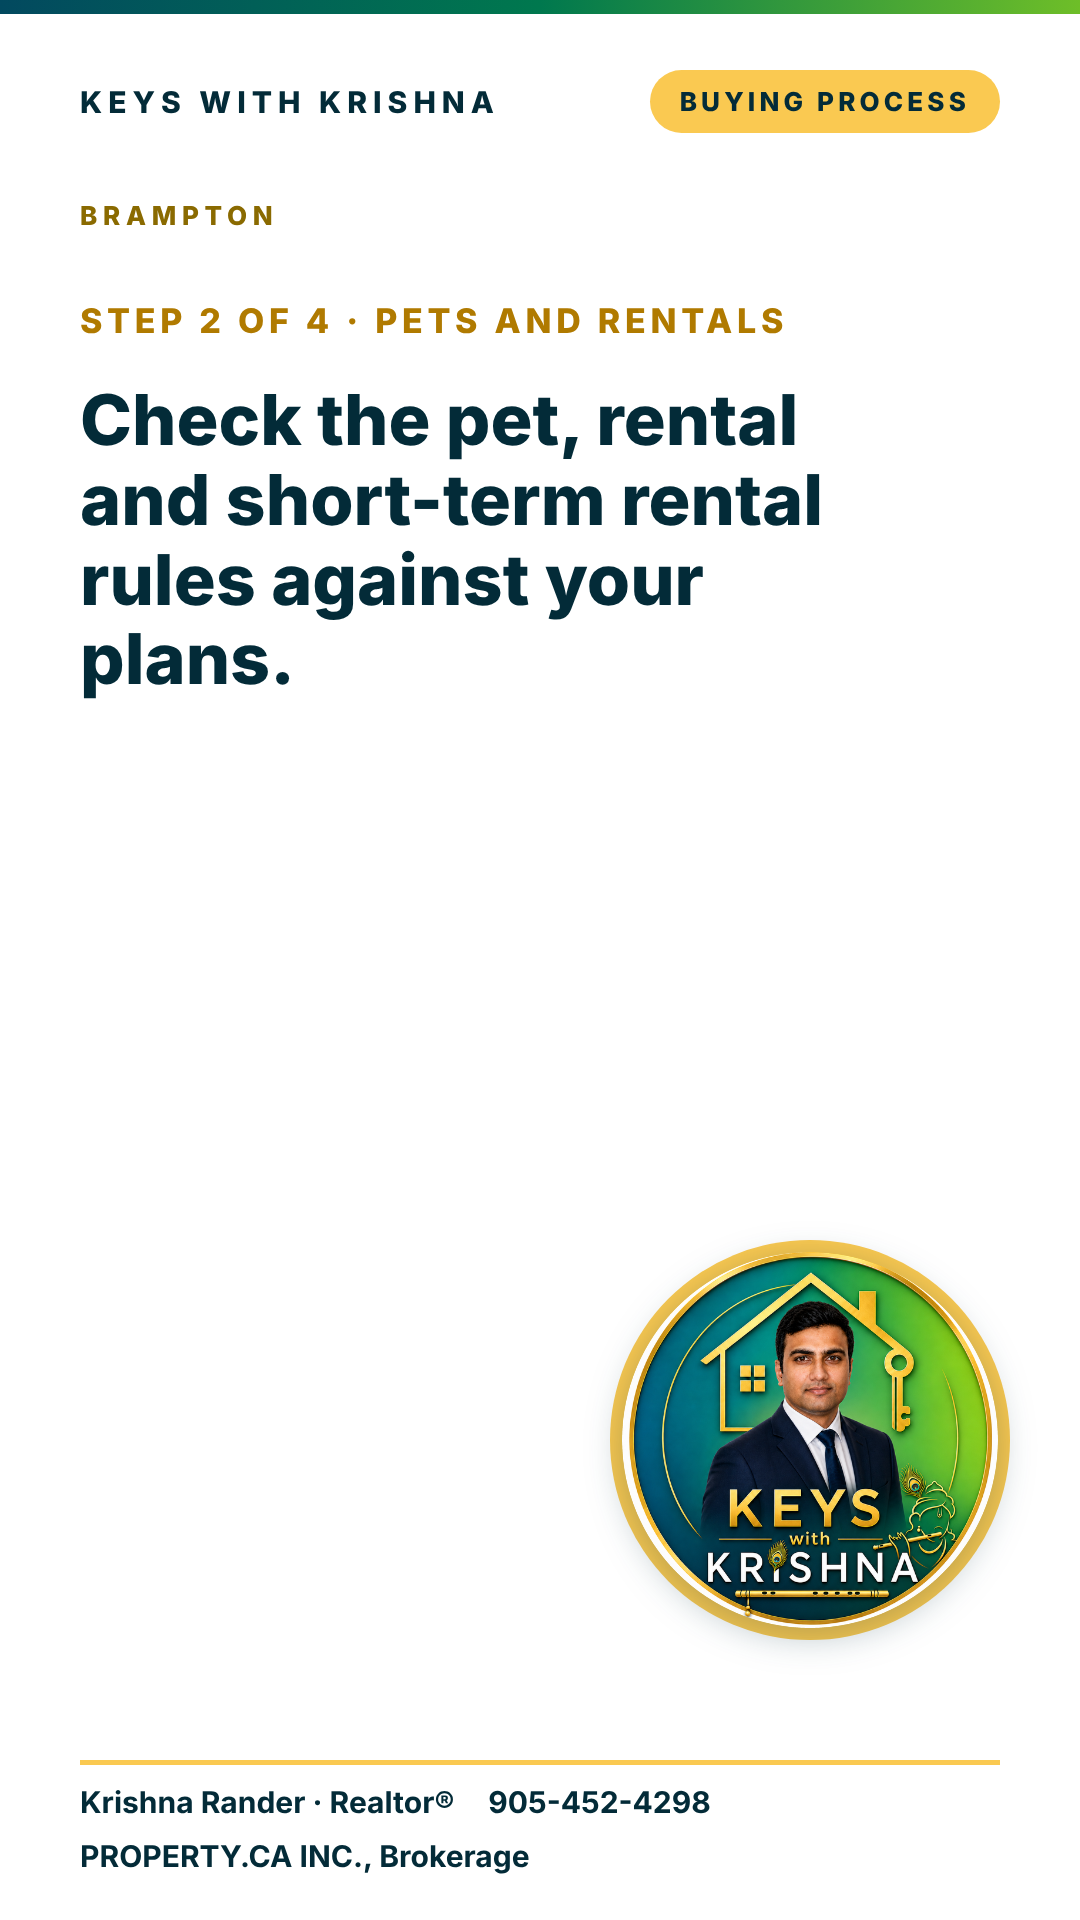 KEYS WITH KRISHNA
BUYING PROCESS
BRAMPTON
STEP 2 OF 4 · PETS AND RENTALS
Check the pet, rental
and short-term rental
rules against your
plans.
KEYS
with
KRISHNA
Krishna Rander · Realtor® 905-452-4298
PROPERTY.CA INC., Brokerage